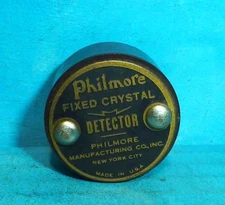 Philmore
FIXED CRYSTAL
DETECTOR
PHILMORE
MANUFACTURING CO., INC.
NEW YORK CITY
MADE IN U.S.A.